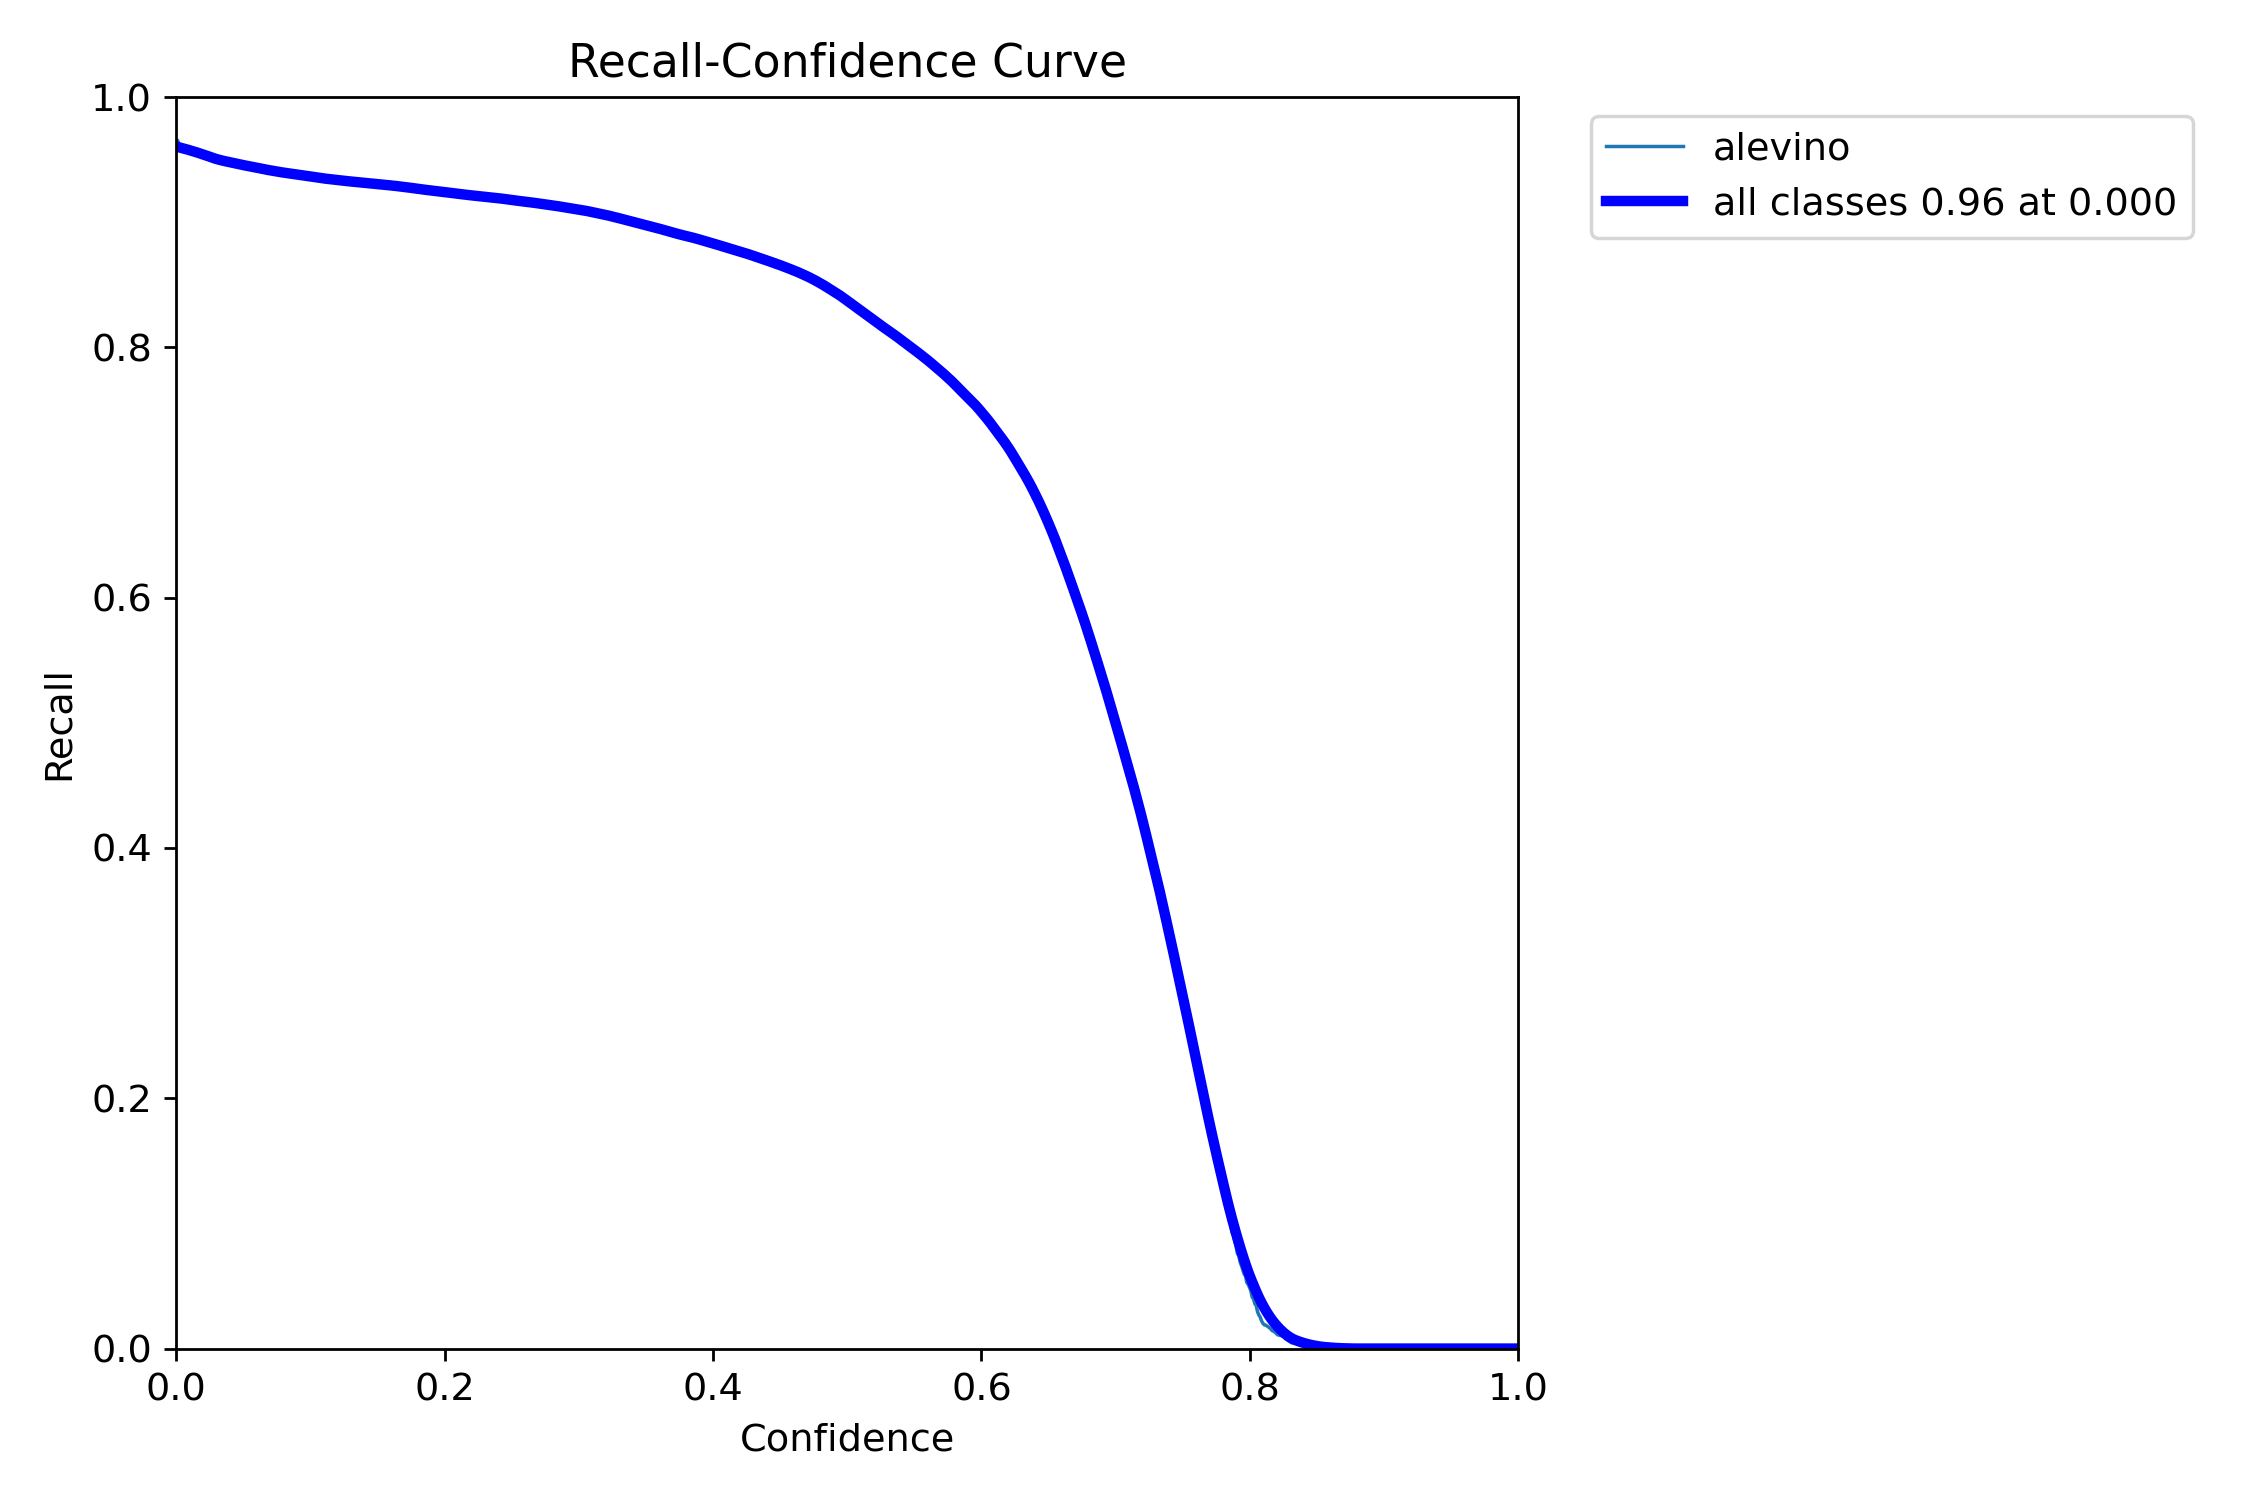 Recall-Confidence Curve
1.0
0.8
0.6
0.4
0.2
0.0
Recall
0.0 0.2 0.4 0.6 0.8 1.0
Confidence
alevino
all classes 0.96 at 0.000